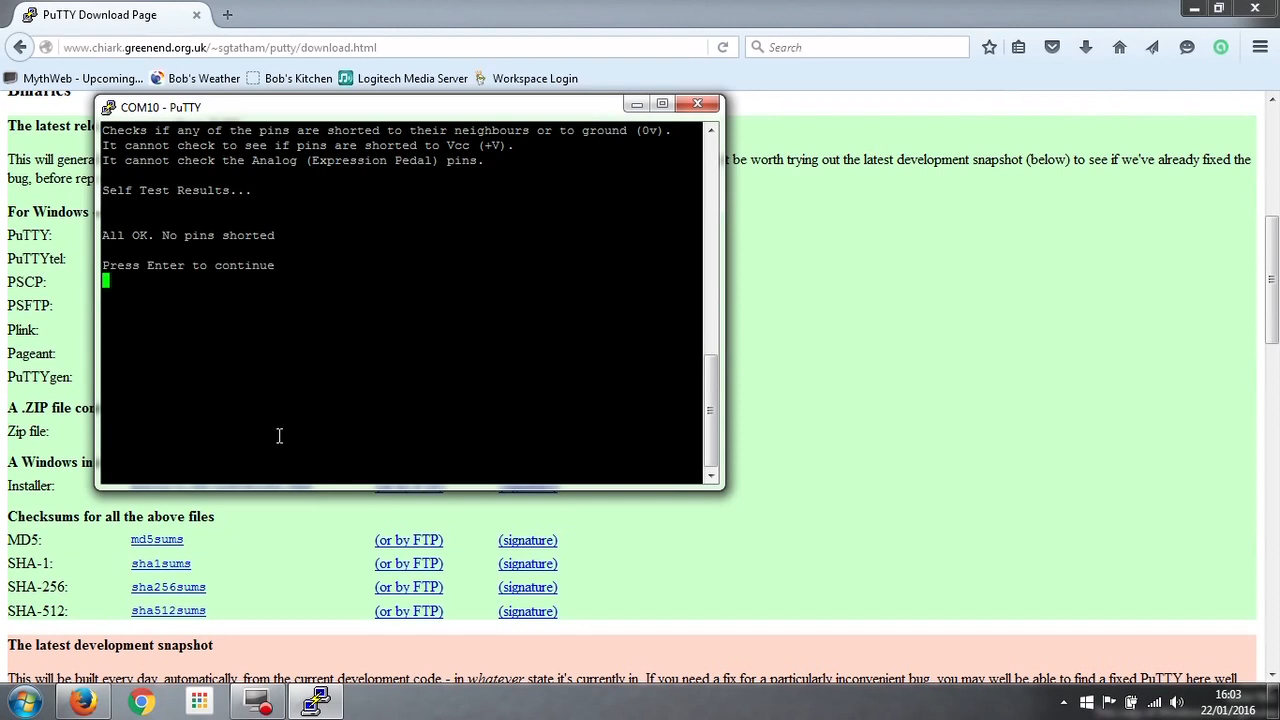 PuTTY Download Page
www.chiark.greenend.org.uk/~sgtatham/putty/download.html
Search
MythWeb - Upcoming...
Bob's Weather
Bob's Kitchen
Logitech Media Server
Workspace Login
Binaries
COM10 - PuTTY
The latest rel
This will genera
t be worth trying out the latest development snapshot (below) to see if we've already fixed the
bug, before rep
For Windows
PuTTY:
PuTTYtel:
PSCP:
PSFTP:
Plink:
Pageant:
PuTTYgen:
A .ZIP file con
Zip file:
A Windows in
Installer:
Checks if any of the pins are shorted to their neighbours or to ground (0v).
It cannot check to see if pins are shorted to Vcc (+V).
It cannot check the Analog (Expression Pedal) pins.
Self Test Results...
All OK. No pins shorted
Press Enter to continue
Checksums for all the above files
MD5: md5sums (or by FTP) (signature)
SHA-1: sha1sums (or by FTP) (signature)
SHA-256: sha256sums (or by FTP) (signature)
SHA-512: sha512sums (or by FTP) (signature)
The latest development snapshot
This will be built every day, automatically, from the current development code - in whatever state it's currently in. If you need a fix for a particularly inconvenient bug, you may well be able to find a fixed PuTTY here well
16:03
22/01/2016